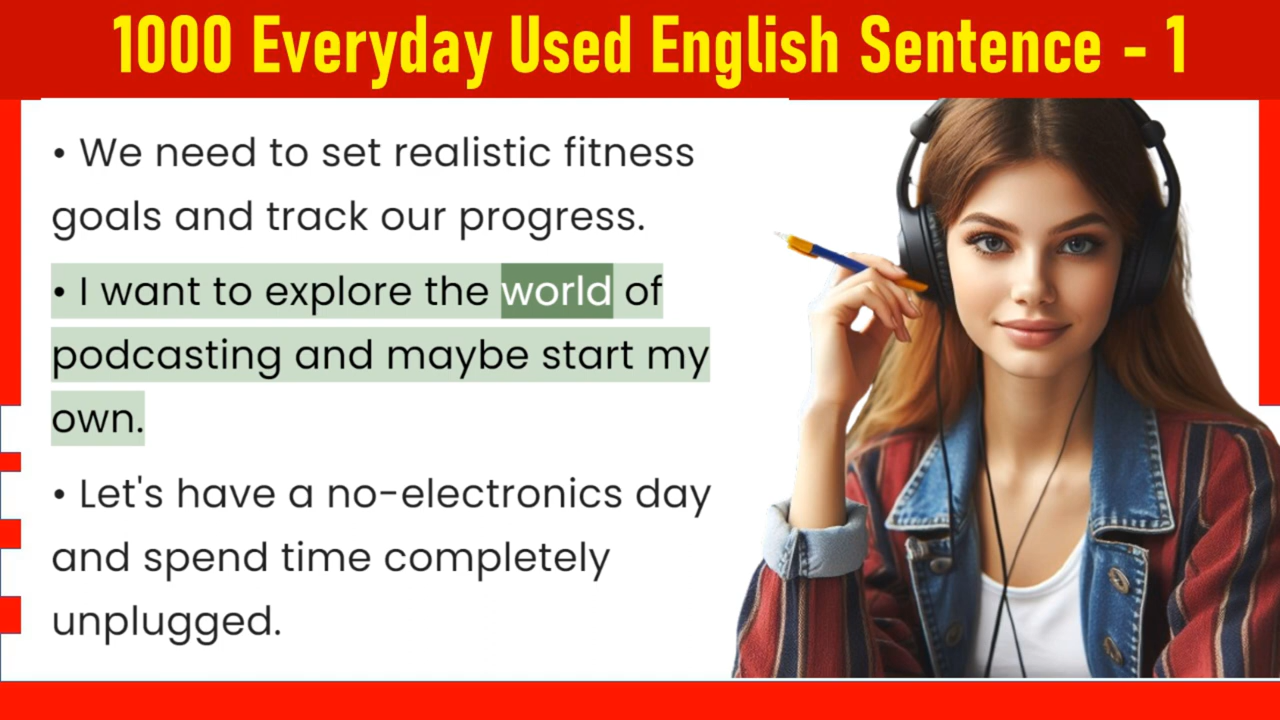 1000 Everyday Used English Sentence - 1
• We need to set realistic fitness
goals and track our progress.
• I want to explore the world of
podcasting and maybe start my
own.
• Let's have a no-electronics day
and spend time completely
unplugged.